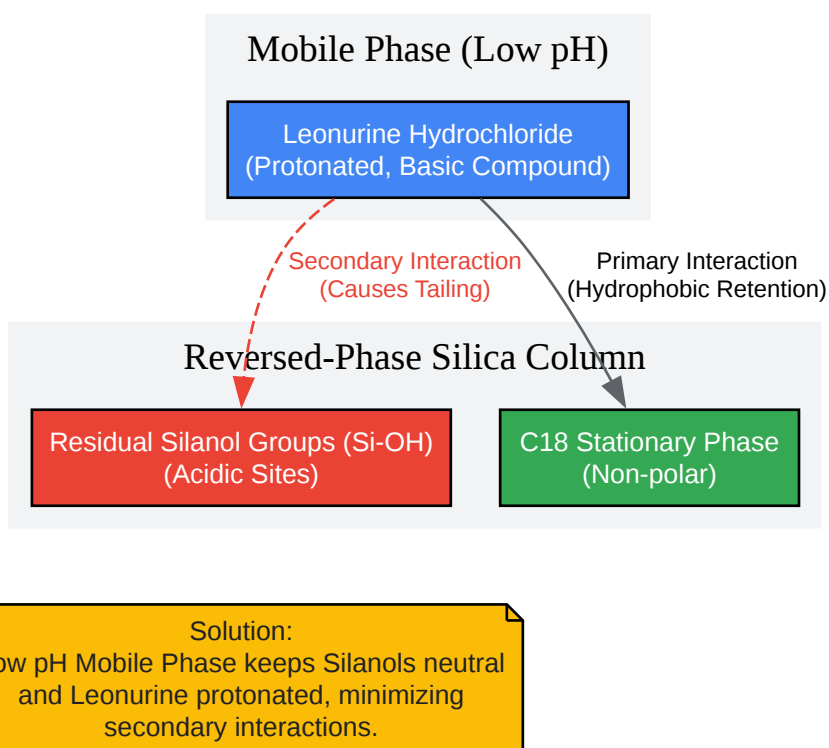 Mobile Phase (Low pH)
Leonurine Hydrochloride
(Protonated, Basic Compound)
Secondary Interaction
(Causes Tailing)
Primary Interaction
(Hydrophobic Retention)
Reversed-Phase Silica Column
Residual Silanol Groups (Si-OH)
(Acidic Sites)
C18 Stationary Phase
(Non-polar)
Solution:
ow pH Mobile Phase keeps Silanols neutral
and Leonurine protonated, minimizing
secondary interactions.